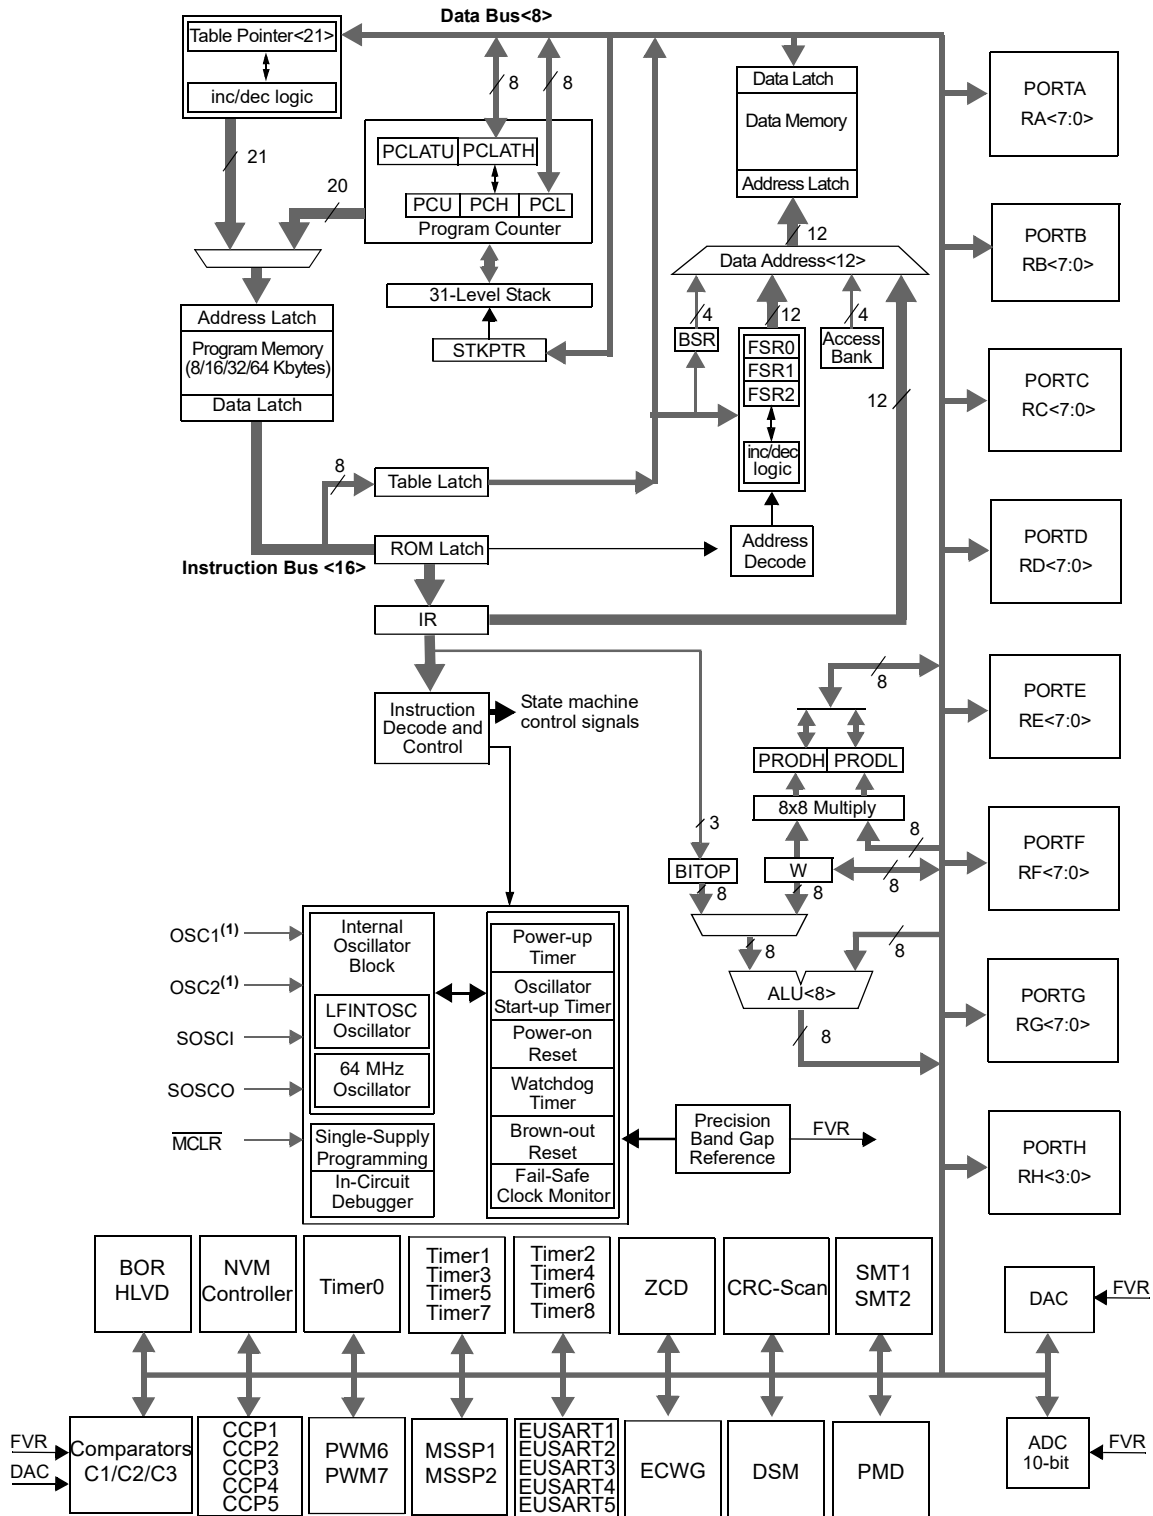 Data Bus<8>
Table Pointer<21>
inc/dec logic
21
20
8
8
PCLATU
PCLATH
PCU
PCH
PCL
Program Counter
31-Level Stack
STKPTR
Address Latch
Program Memory
(8/16/32/64 Kbytes)
Data Latch
8
Table Latch
ROM Latch
Instruction Bus <16>
IR
Instruction
Decode and
Control
State machine
control signals
Data Latch
Data Memory
Address Latch
12
Data Address<12>
4
12
4
BSR
FSR0
FSR1
FSR2
inc/dec
logic
Access
Bank
12
Address
Decode
8
PRODH
PRODL
8x8 Multiply
3
8
BITOP
W
8
8
8
8
8
ALU<8>
8
PORTA
RA<7:0>
PORTB
RB<7:0>
PORTC
RC<7:0>
PORTD
RD<7:0>
PORTE
RE<7:0>
PORTF
RF<7:0>
PORTG
RG<7:0>
PORTH
RH<3:0>
OSC1(1)
OSC2(1)
SOSCI
SOSCO
MCLR
Internal
Oscillator
Block
LFINTOSC
Oscillator
64 MHz
Oscillator
Single-Supply
Programming
In-Circuit
Debugger
Power-up
Timer
Oscillator
Start-up Timer
Power-on
Reset
Watchdog
Timer
Brown-out
Reset
Fail-Safe
Clock Monitor
Precision
Band Gap
Reference
FVR
BOR
HLVD
NVM
Controller
Timer0
Timer1
Timer3
Timer5
Timer7
Timer2
Timer4
Timer6
Timer8
ZCD
CRC-Scan
SMT1
SMT2
DAC
FVR
FVR
DAC
Comparators
C1/C2/C3
CCP1
CCP2
CCP3
CCP4
CCP5
PWM6
PWM7
MSSP1
MSSP2
EUSART1
EUSART2
EUSART3
EUSART4
EUSART5
ECWG
DSM
PMD
ADC
10-bit
FVR